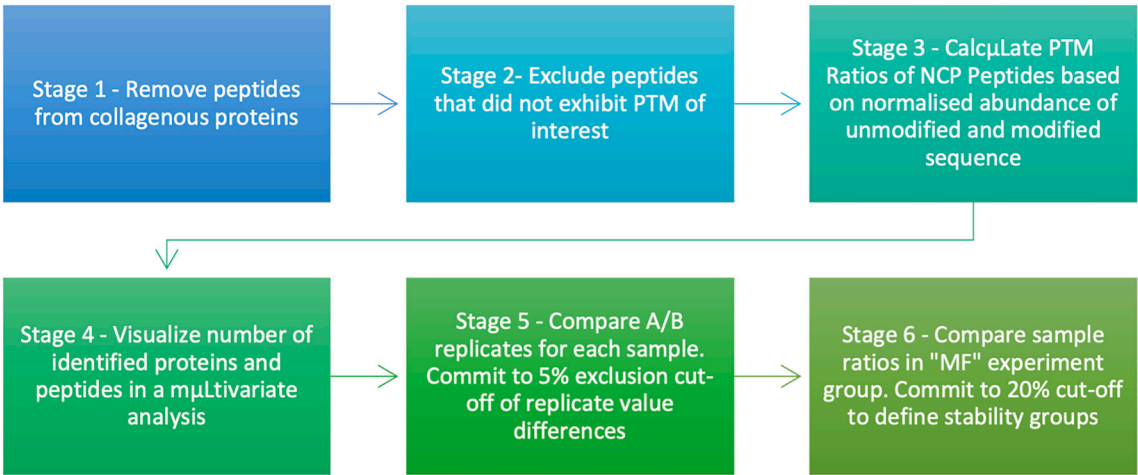 Stage 1 - Remove peptides
from collagenous proteins
Stage 2- Exclude peptides
that did not exhibit PTM of
interest
Stage 3 - CalcµLate PTM
Ratios of NCP Peptides based
on normalised abundance of
unmodified and modified
sequence
Stage 4 - Visualize number of
identified proteins and
peptides in a mµLtivariate
analysis
Stage 5 - Compare A/B
replicates for each sample.
Commit to 5% exclusion cut-
off of replicate value
differences
Stage 6 - Compare sample
ratios in "MF" experiment
group. Commit to 20% cut-off
to define stability groups